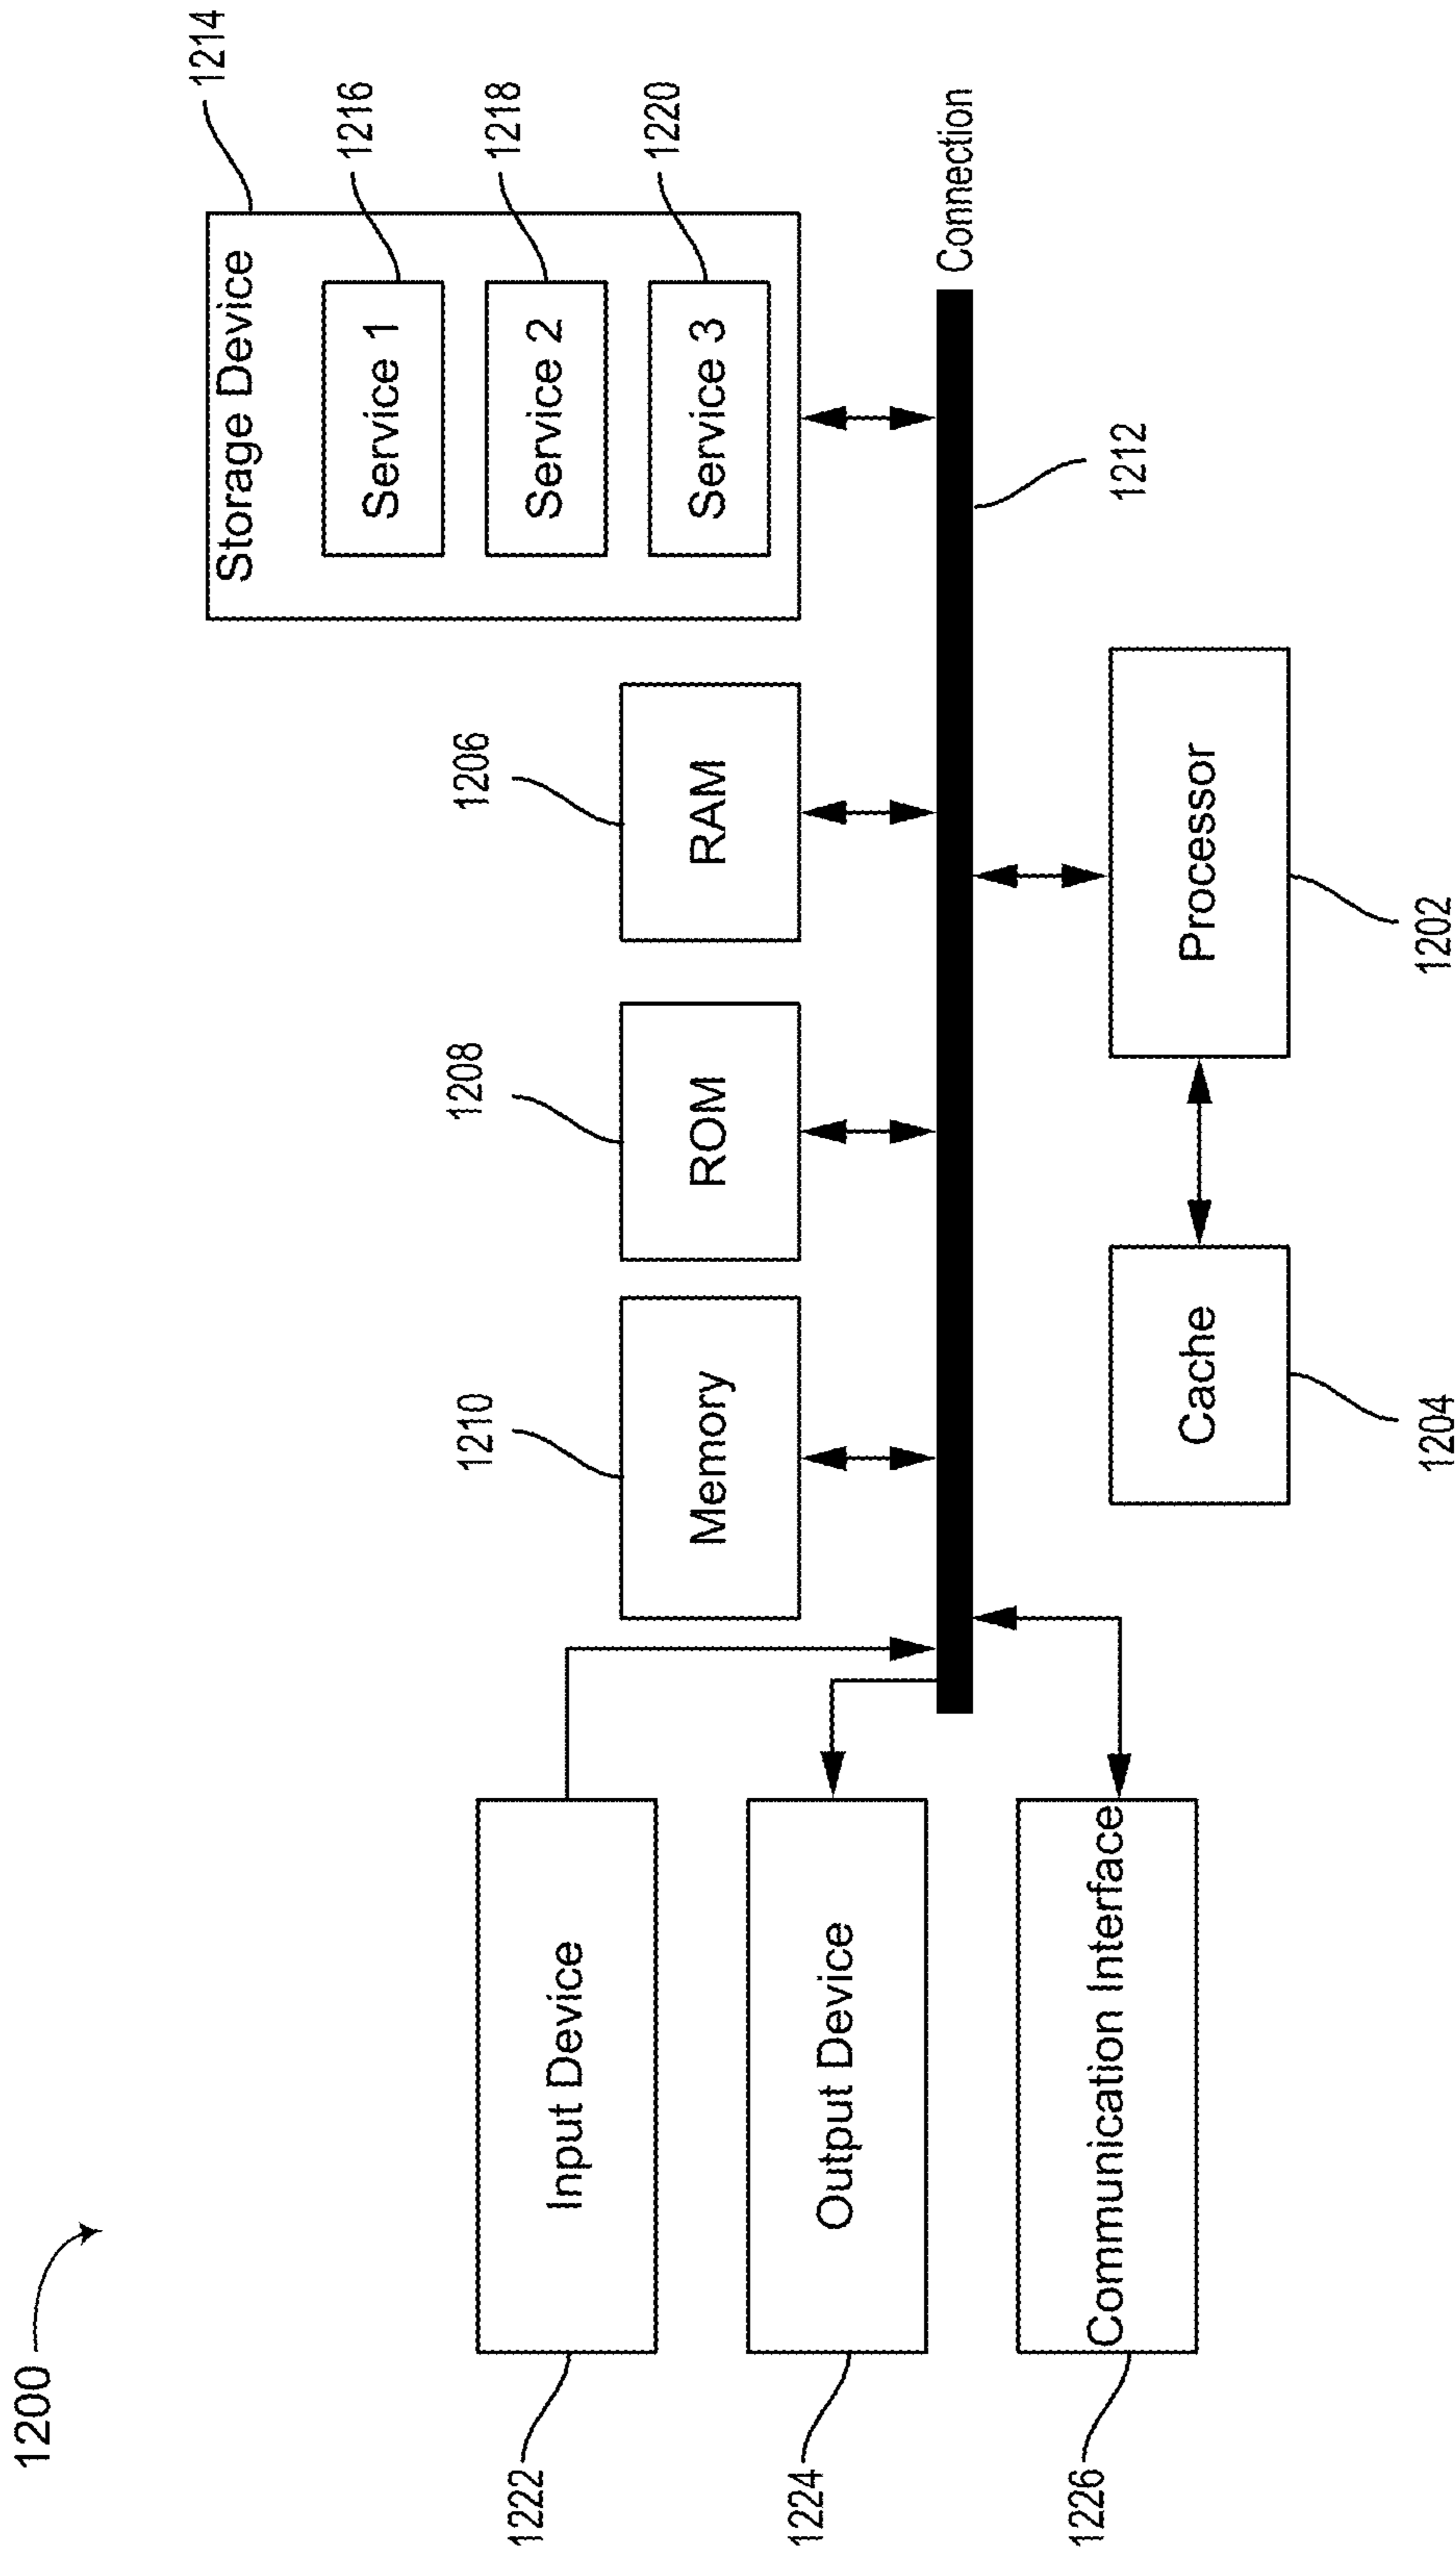 1200
1222
Input Device
1224
Output Device
1226
Communication Interface
1210
Memory
1208
ROM
1206
RAM
Storage Device
1214
Service 1
1216
Service 2
1218
Service 3
1220
Connection
1212
Cache
1204
Processor
1202